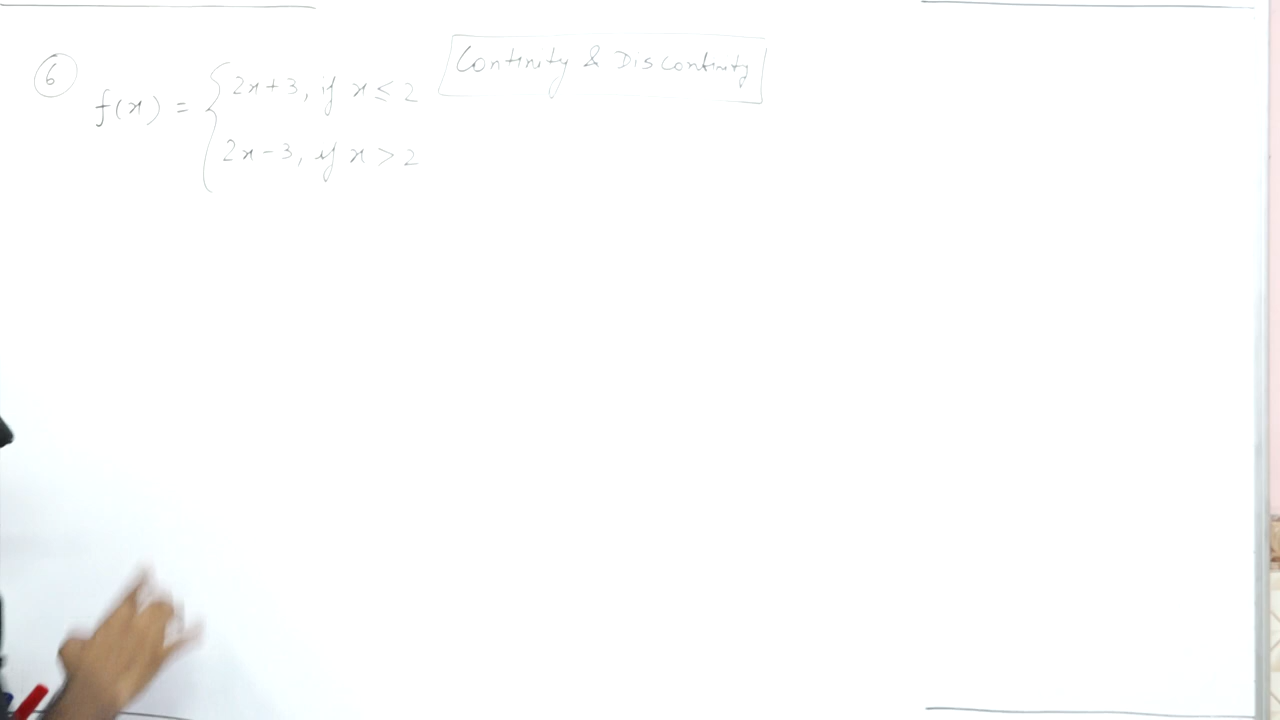 Continuity & Discontinuity
6
f(x) = { 2x+3, if x ≤ 2
2x-3, if x > 2